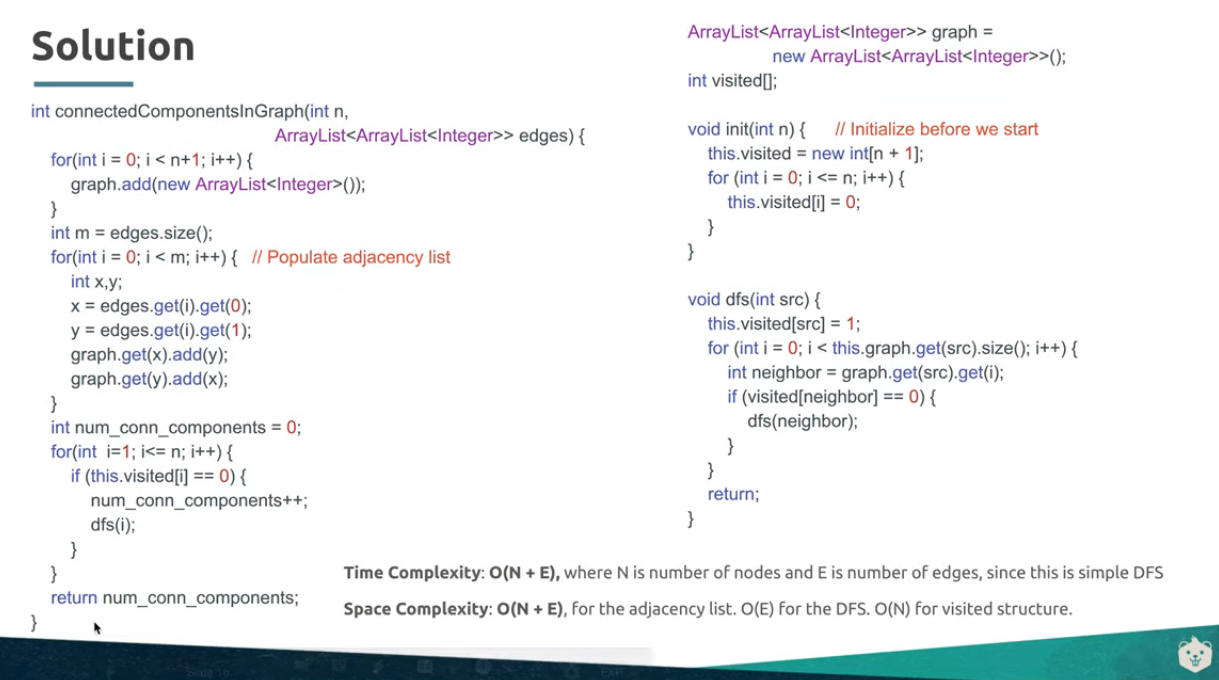 Solution
int connectedComponentsInGraph(int n,
ArrayList<ArrayList<Integer>> edges) {
for(int i = 0; i < n+1; i++) {
graph.add(new ArrayList<Integer>());
}
int m = edges.size();
for(int i = 0; i < m; i++) { // Populate adjacency list
int x,y;
x = edges.get(i).get(0);
y = edges.get(i).get(1);
graph.get(x).add(y);
graph.get(y).add(x);
}
int num_conn_components = 0;
for(int i=1; i<= n; i++) {
if (this.visited[i] == 0) {
num_conn_components++;
dfs(i);
}
}
return num_conn_components;
}
ArrayList<ArrayList<Integer>> graph =
new ArrayList<ArrayList<Integer>>();
int visited[];
void init(int n) { // Initialize before we start
this.visited = new int[n + 1];
for (int i = 0; i <= n; i++) {
this.visited[i] = 0;
}
}
void dfs(int src) {
this.visited[src] = 1;
for (int i = 0; i < this.graph.get(src).size(); i++) {
int neighbor = graph.get(src).get(i);
if (visited[neighbor] == 0) {
dfs(neighbor);
}
}
return;
}
Time Complexity: O(N + E), where N is number of nodes and E is number of edges, since this is simple DFS
Space Complexity: O(N + E), for the adjacency list. O(E) for the DFS. O(N) for visited structure.